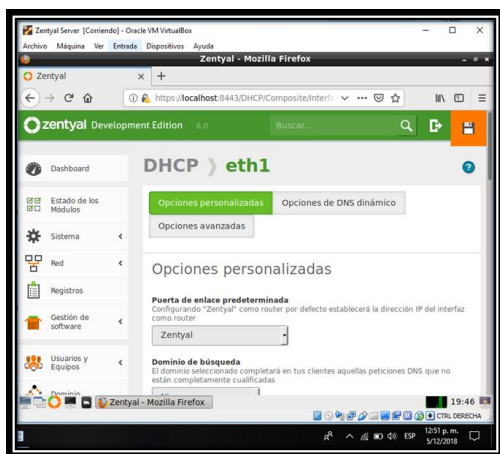 Zentyal Server [Corriendo] - Oracle VM VirtualBox
Archivo Máquina Ver Entrada Dispositivos Ayuda
Zentyal - Mozilla Firefox
Zentyal
https://localhost:8443/DHCP/Composite/Interf
zentyal Development Edition 6.0 Buscar...
Dashboard
Estado de los Módulos
Sistema
Red
Registros
Gestión de software
Usuarios y Equipos
Dominio
DHCP eth1
Opciones personalizadas Opciones de DNS dinámico
Opciones avanzadas
Opciones personalizadas
Puerta de enlace predeterminada
Configurando "Zentyal" como router por defecto establecerá la dirección IP del interfaz
como router
Zentyal
Dominio de búsqueda
El dominio seleccionado completará en tus clientes aquellas peticiones DNS que no
están completamente cualificadas
Zentyal - Mozilla Firefox
19:46
CTRL DERECHA
ESP
12:51 p. m.
5/12/2018